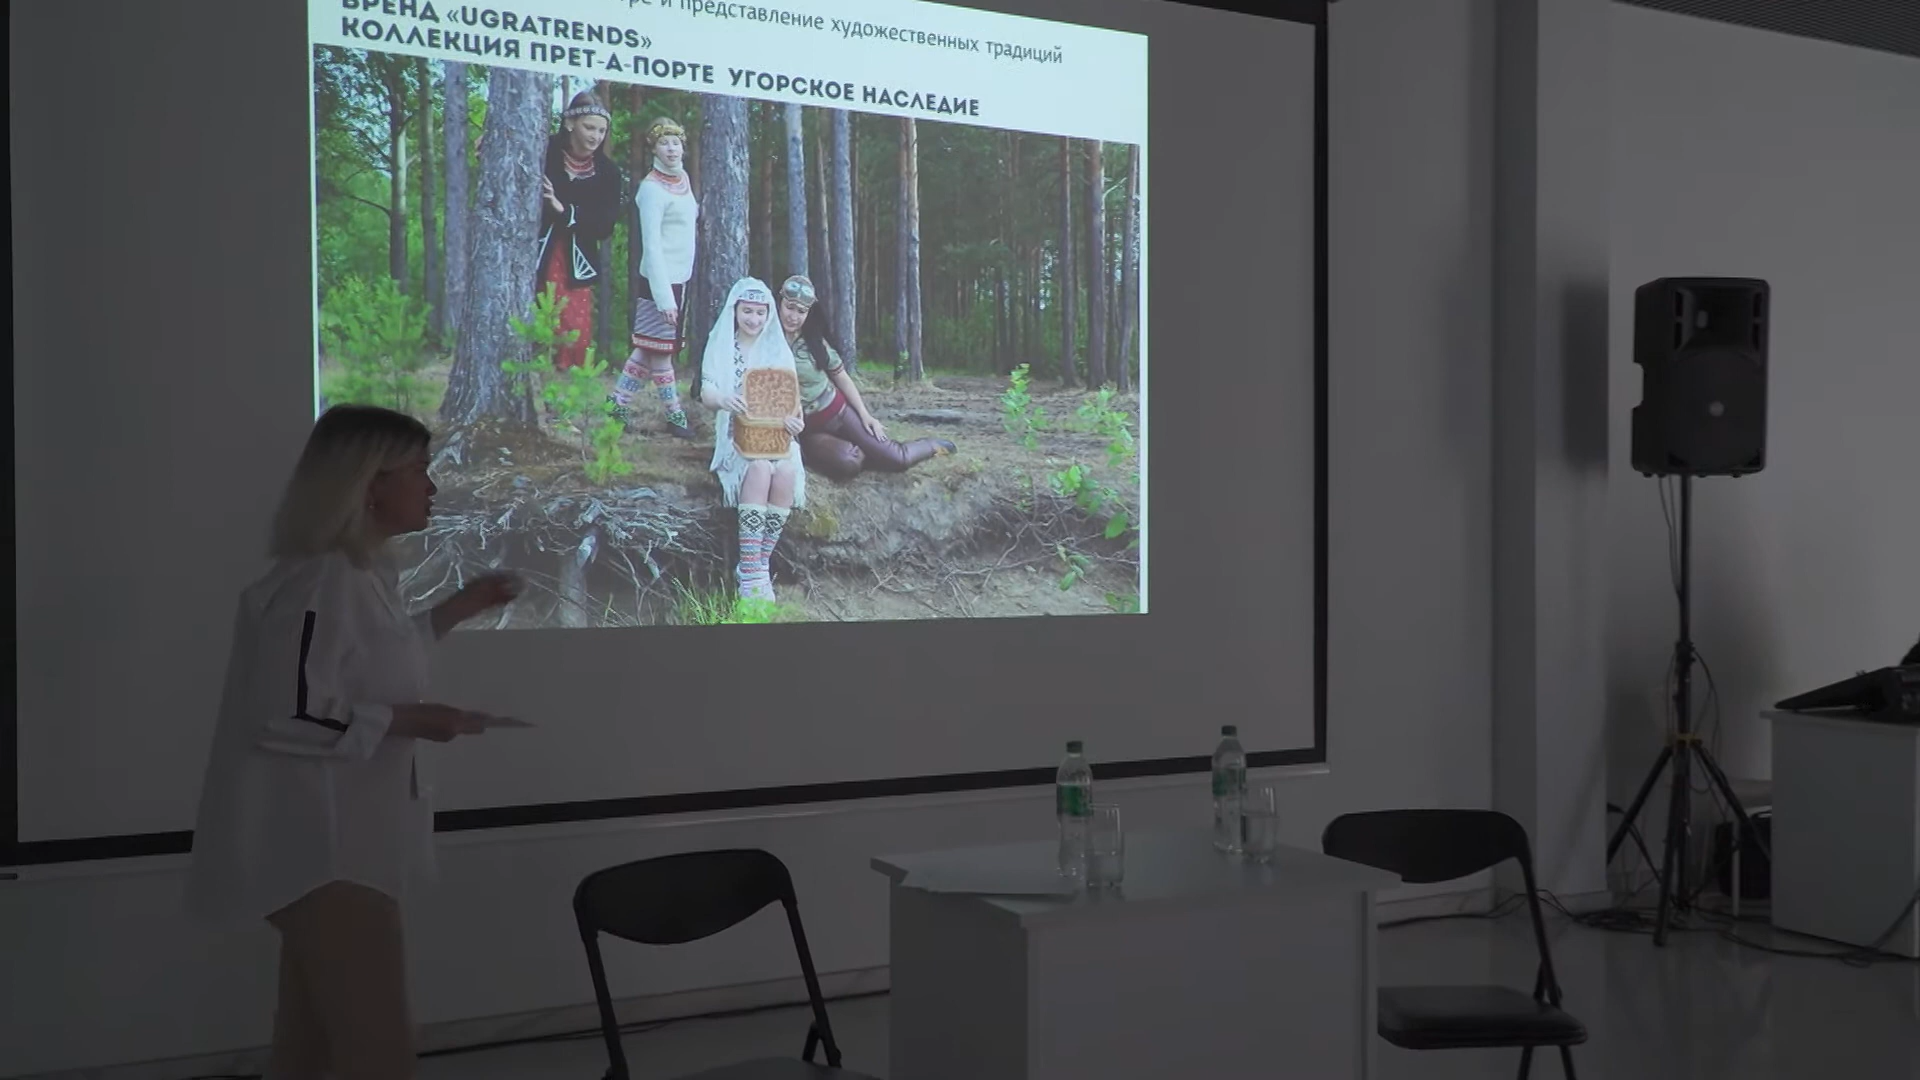 и представление художественных традиций
БРЕНД «UGRATRENDS»
КОЛЛЕКЦИЯ ПРЕТ-А-ПОРТЕ УГОРСКОЕ НАСЛЕДИЕ